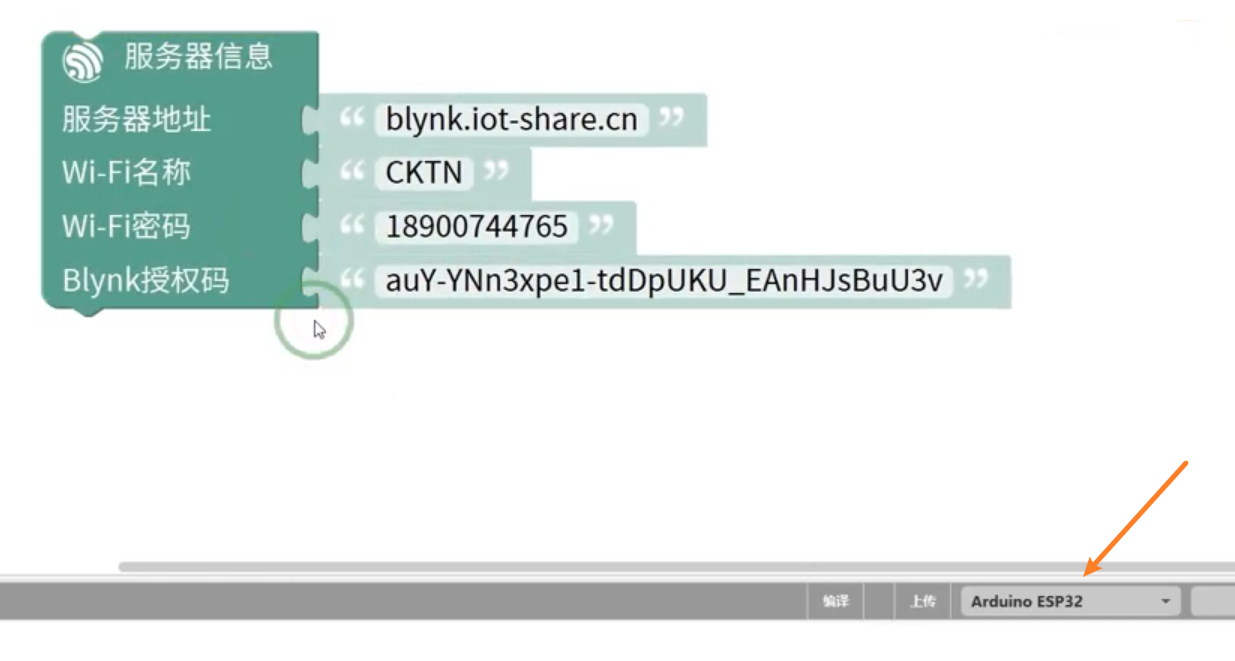 服务器信息
服务器地址 “ blynk.iot-share.cn ”
Wi-Fi名称 “ CKTN ”
Wi-Fi密码 “ 18900744765 ”
Blynk授权码 “ auY-YNn3xpe1-tdDpUKU_EAnHJsBuU3v ”
编译 上传 Arduino ESP32